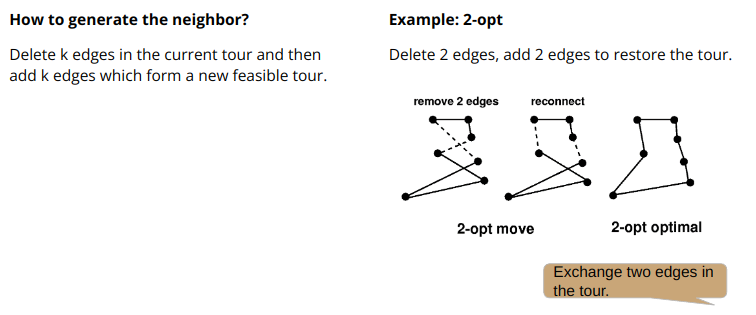 How to generate the neighbor?
Delete k edges in the current tour and then
add k edges which form a new feasible tour.
Example: 2-opt
Delete 2 edges, add 2 edges to restore the tour.
remove 2 edges
reconnect
2-opt move
2-opt optimal
Exchange two edges in
the tour.